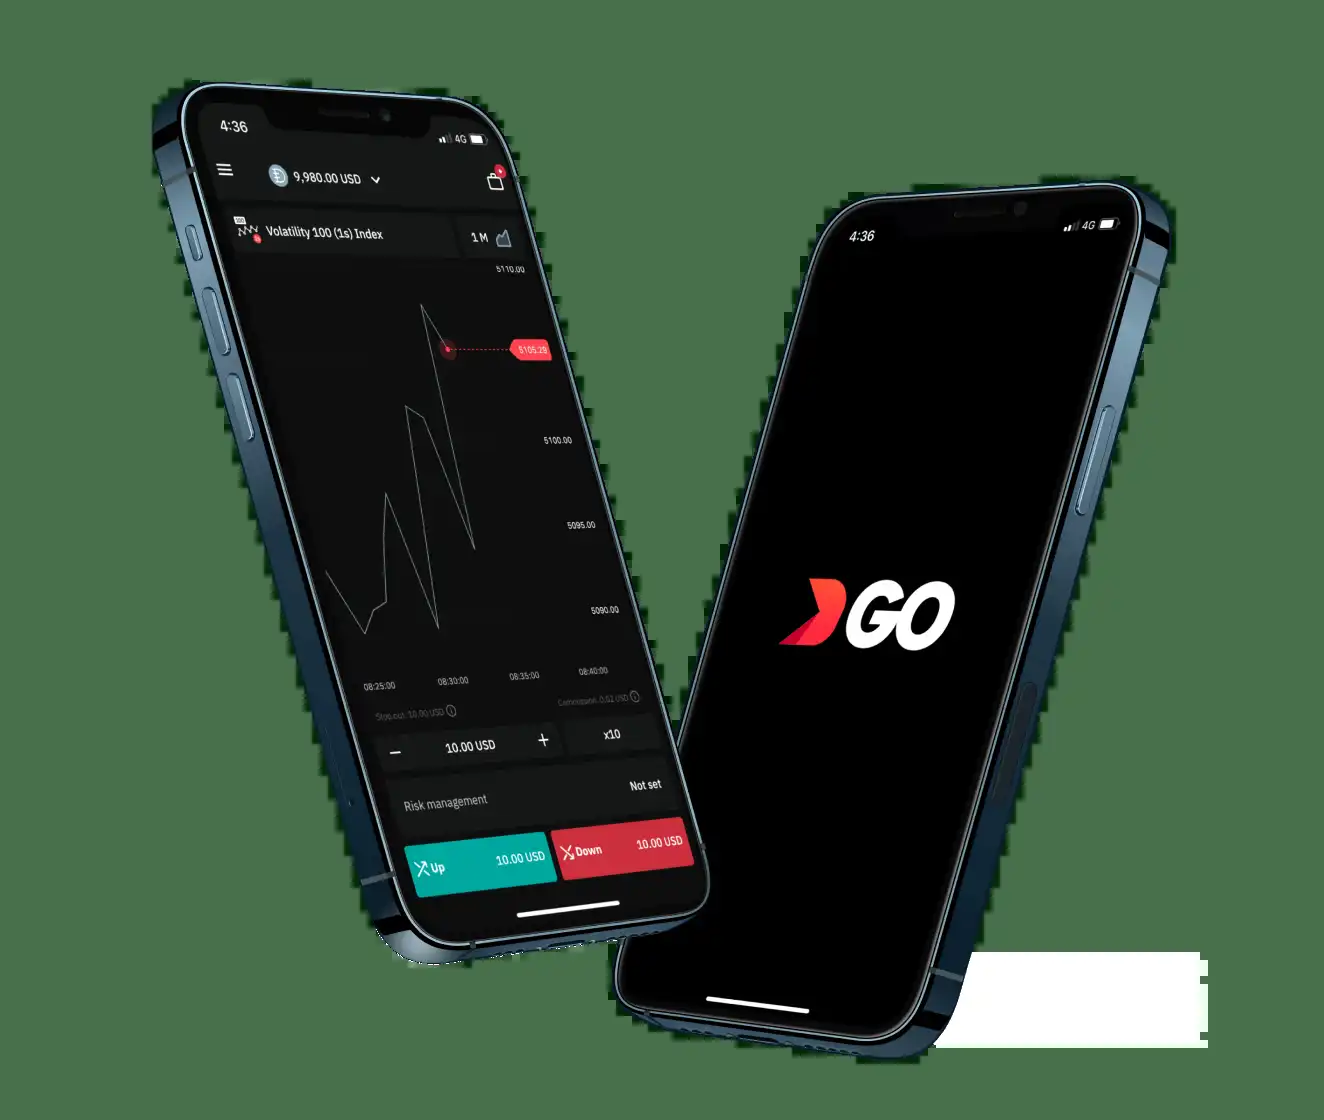 4:36
4G
9,980.00 USD
100
Volatility 100 (1s) Index
1 M
5110.00
5105.29
5100.00
5095.00
5090.00
08:25:00
08:30:00
08:35:00
08:40:00
Stop out: 10.00 USD
Commission: 0.02 USD
10.00 USD
x10
Risk management
Not set
Up
10.00 USD
Down
10.00 USD
4:36
4G
GO